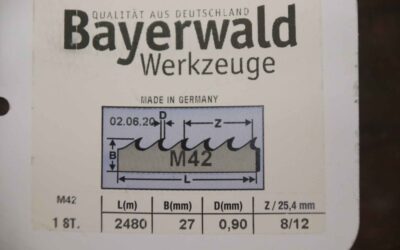 QUALITÄT AUS DEUTSCHLAND
Bayerwald
Werkzeuge
MADE IN GERMANY
02.06.20 D Z
B M42
L
M42 L(m) B(mm) D(mm) Z / 25,4 mm
1 ST. 2480 27 0,90 8/12